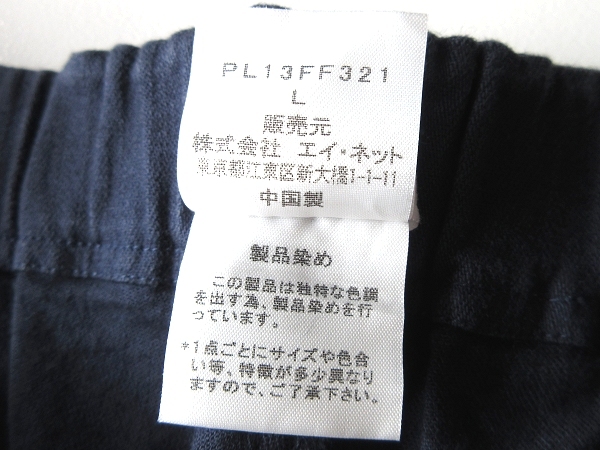 PL13FF321
L
販売元
株式会社 エイ・ネット
東京都江東区新大橋1-1-11
中国製
製品染め
この製品は独特な色調
を出す為、製品染めを行
っています。
*1点ごとにサイズや色合
い等、特徴が多少異なり
ますので、ご了承下さい。